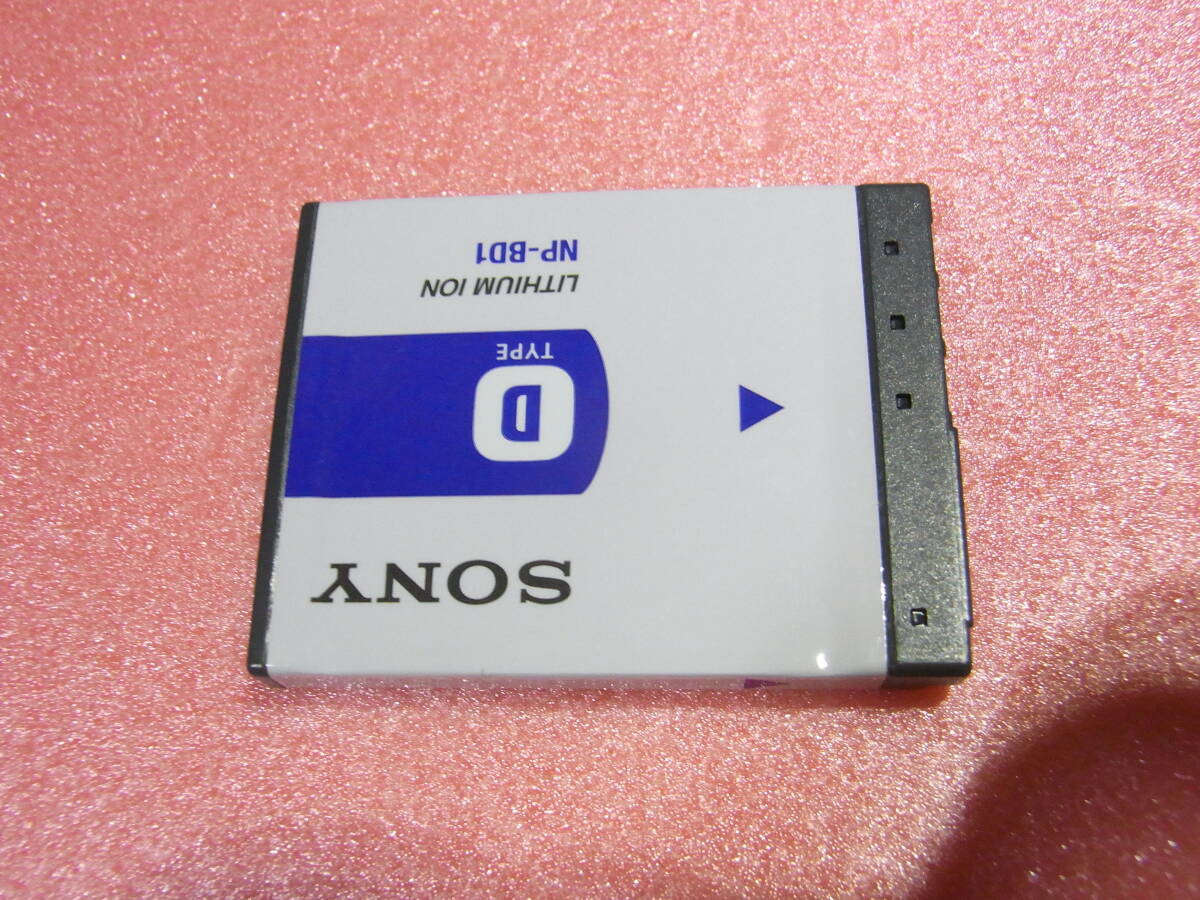 SONY
D
TYPE
LITHIUM ION
NP-BD1